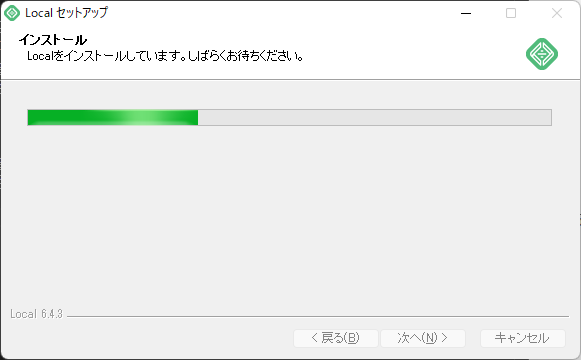 Local セットアップ
インストール
Localをインストールしています。しばらくお待ちください。
Local 6.4.3
< 戻る(B)
次へ(N) >
キャンセル